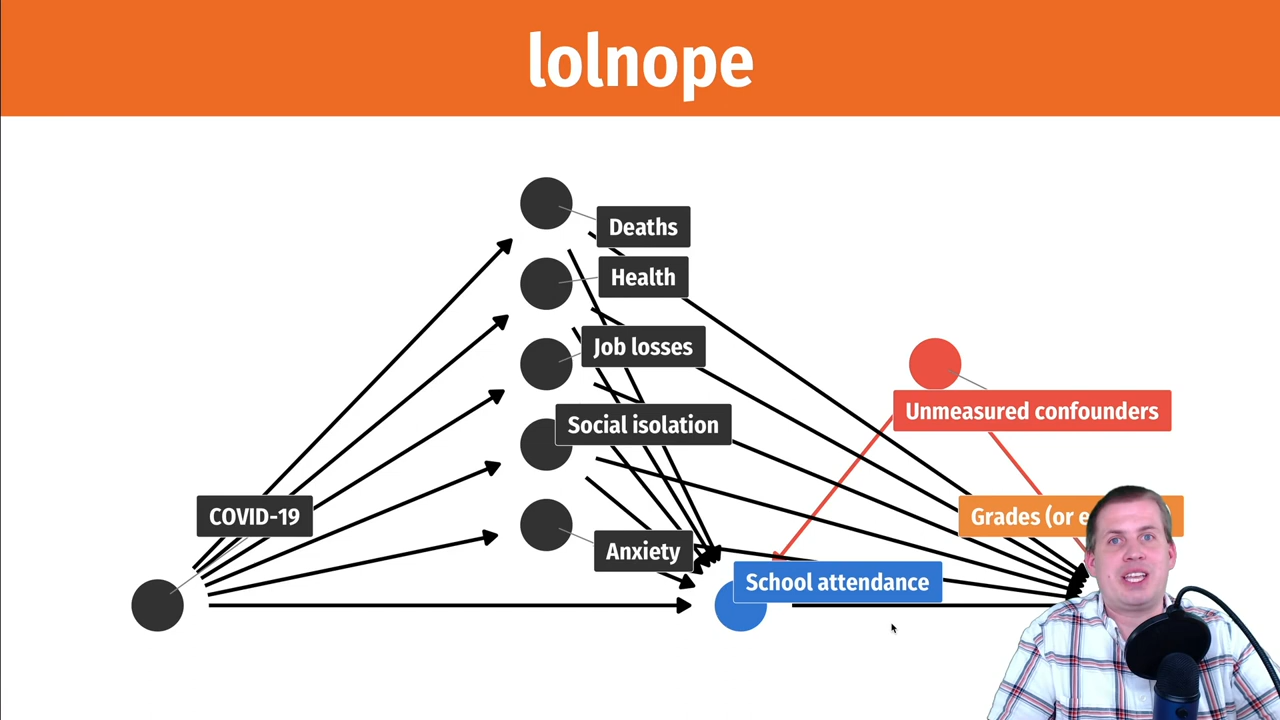 lolnope
Deaths
Health
Job losses
Unmeasured confounders
Social isolation
COVID-19
Grades (or
Anxiety
School attendance